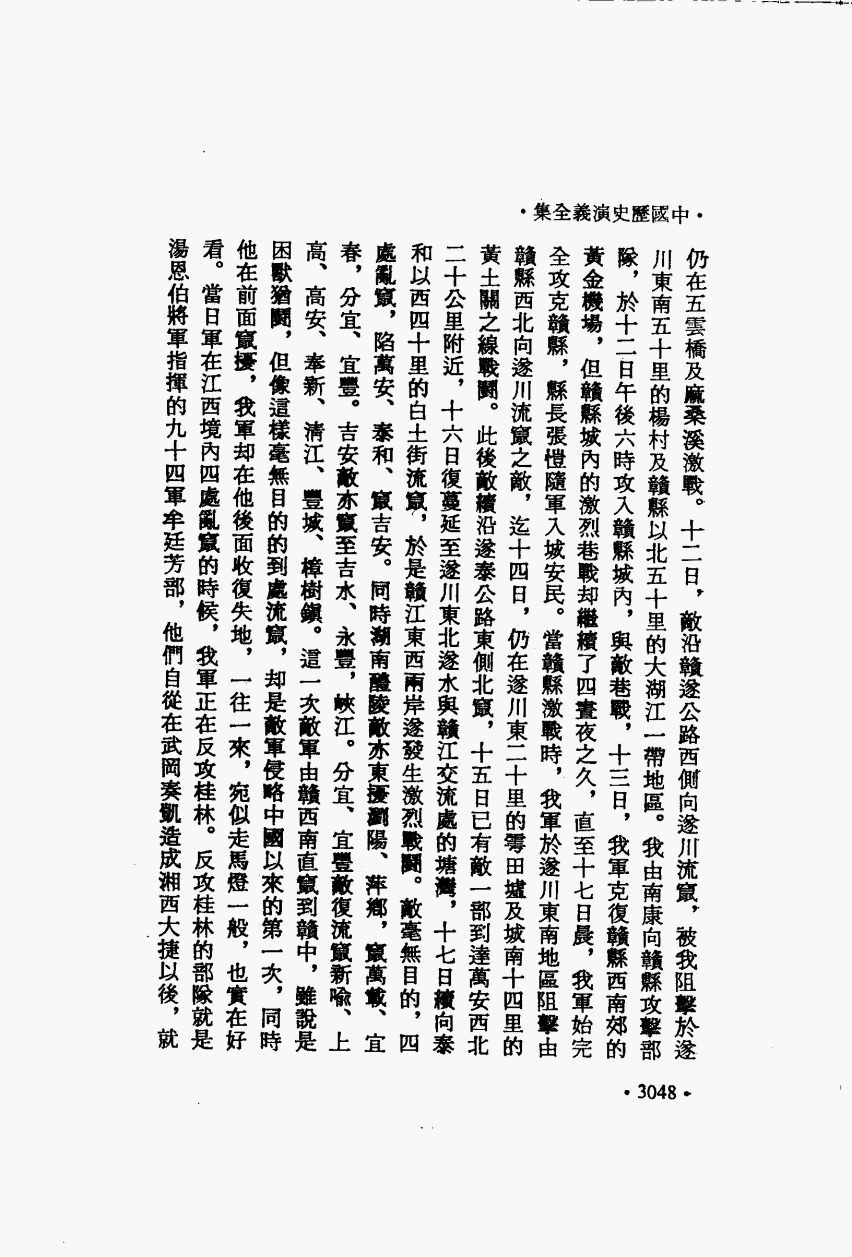 ·中國歷史演義全集·
仍在五雲橋及麻桑溪激戰。十二日，敵沿贛遂公路西側向遂川流竄，被我阻擊於遂
川東南五十里的楊村及贛縣以北五十里的大湖江一帶地區。我由南康向贛縣攻擊部
隊，於十二日午後六時攻入贛縣城內，與敵巷戰，十三日，我軍克復贛縣西南郊的
黃金機場，但贛縣城內的激烈巷戰却繼續了四晝夜之久，直至十七日晨，我軍始完
全攻克贛縣，縣長張愷隨軍入城安民。當贛縣激戰時，我軍於遂川東南地區阻擊由
贛縣西北向遂川流竄之敵，迄十四日，仍在遂川東二十里的雩田墟及城南十四里的
黃土關之線戰鬪。此後敵續沿遂泰公路東側北竄，十五日已有敵一部到達萬安西北
二十公里附近，十六日復蔓延至遂川東北遂水與贛江交流處的塘灣，十七日續向泰
和以西四十里的白土街流竄，於是贛江東西兩岸遂發生激烈戰鬪。敵毫無目的，四
處亂竄，陷萬安、泰和、竄吉安。同時湖南醴陵敵亦東擾瀏陽、萍鄉，竄萬載、宜
春，分宜、宜豐。吉安敵亦竄至吉水、永豐，峽江。分宜、宜豐敵復流竄新喩、上
高、高安、奉新、清江、豐城、樟樹鎮。這一次敵軍由贛西南直竄到贛中，雖說是
困獸猶鬪，但像這樣毫無目的的到處流竄，却是敵軍侵略中國以來的第一次，同時
他在前面竄擾，我軍却在他後面收復失地，一往一來，宛似走馬燈一般，也實在好
看。當日軍在江西境內四處亂竄的時候，我軍正在反攻桂林。反攻桂林的部隊就是
湯恩伯將軍指揮的九十四軍牟廷芳部，他們自從在武岡奏凱造成湘西大捷以後，就
·3048·